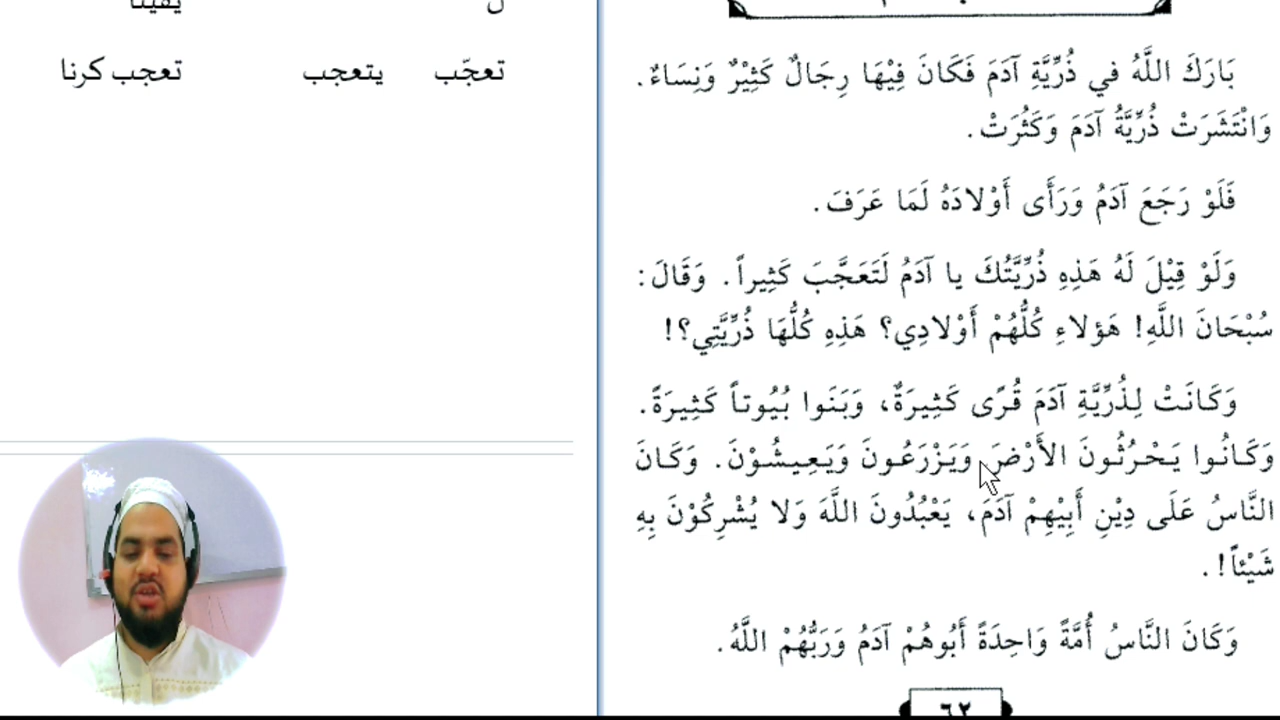 بَارَكَ اللَّهُ في ذُرِّيَّةِ آدَمَ فَكَانَ فِيْهَا رِجَالٌ كَثِيْرٌ وَنِسَاءٌ.
وَانْتَشَرَتْ ذُرِّيَّةُ آدَمَ وَكَثُرَتْ.
فَلَوْ رَجَعَ آدَمُ وَرَأَى أَوْلادَهُ لَمَا عَرَفَ.
وَلَوْ قِيْلَ لَهُ هَذِهِ ذُرِّيَّتُكَ يا آدَمُ لَتَعَجَّبَ كَثِيراً. وَقَالَ:
سُبْحَانَ اللَّهِ! هَؤلاءِ كُلُّهُمْ أَوْلادِي؟ هَذِهِ كُلُّهَا ذُرِّيَّتِي؟!
وَكَانَتْ لِذُرِّيَّةِ آدَمَ قُرًى كَثِيرَةٌ، وَبَنَوا بُيُوتاً كَثِيرَةً.
وَكَانُوا يَحْرُثُونَ الأَرْضَ وَيَزْرَعُونَ وَيَعِيشُوْنَ. وَكَانَ
النَّاسُ عَلَى دِيْنِ أَبِيْهِمْ آدَمَ، يَعْبُدُونَ اللَّهَ وَلا يُشْرِكُوْنَ بِهِ
شَيْئاً!.
وَكَانَ النَّاسُ أُمَّةً وَاحِدَةً أَبُوهُمْ آدَمُ وَرَبُّهُمْ اللَّهُ.
٦٢
تعجّب يتعجب تعجب کرنا